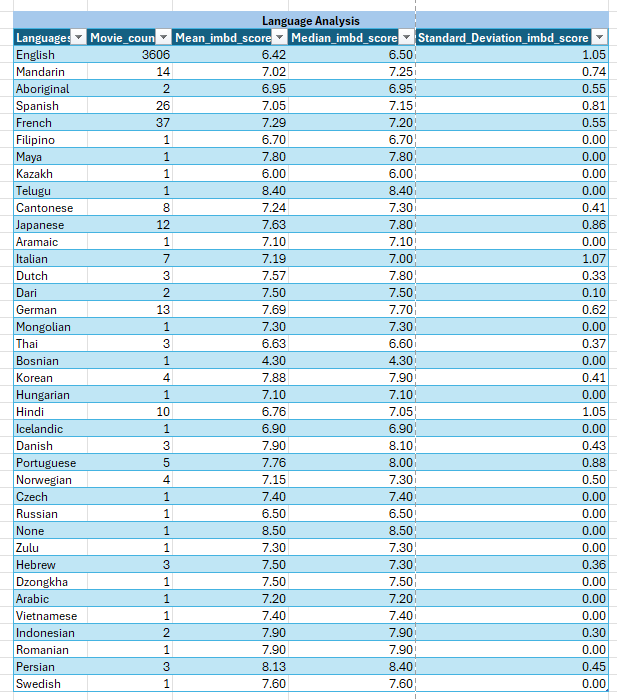 Language Analysis
Languages Movie_coun Mean_imbd_score Median_imbd_score Standard_Deviation_imbd_score
English 3606 6.42 6.50 1.05
Mandarin 14 7.02 7.25 0.74
Aboriginal 2 6.95 6.95 0.55
Spanish 26 7.05 7.15 0.81
French 37 7.29 7.20 0.55
Filipino 1 6.70 6.70 0.00
Maya 1 7.80 7.80 0.00
Kazakh 1 6.00 6.00 0.00
Telugu 1 8.40 8.40 0.00
Cantonese 8 7.24 7.30 0.41
Japanese 12 7.63 7.80 0.86
Aramaic 1 7.10 7.10 0.00
Italian 7 7.19 7.00 1.07
Dutch 3 7.57 7.80 0.33
Dari 2 7.50 7.50 0.10
German 13 7.69 7.70 0.62
Mongolian 1 7.30 7.30 0.00
Thai 3 6.63 6.60 0.37
Bosnian 1 4.30 4.30 0.00
Korean 4 7.88 7.90 0.41
Hungarian 1 7.10 7.10 0.00
Hindi 10 6.76 7.05 1.05
Icelandic 1 6.90 6.90 0.00
Danish 3 7.90 8.10 0.43
Portuguese 5 7.76 8.00 0.88
Norwegian 4 7.15 7.30 0.50
Czech 1 7.40 7.40 0.00
Russian 1 6.50 6.50 0.00
None 1 8.50 8.50 0.00
Zulu 1 7.30 7.30 0.00
Hebrew 3 7.50 7.30 0.36
Dzongkha 1 7.50 7.50 0.00
Arabic 1 7.20 7.20 0.00
Vietnamese 1 7.40 7.40 0.00
Indonesian 2 7.90 7.90 0.30
Romanian 1 7.90 7.90 0.00
Persian 3 8.13 8.40 0.45
Swedish 1 7.60 7.60 0.00